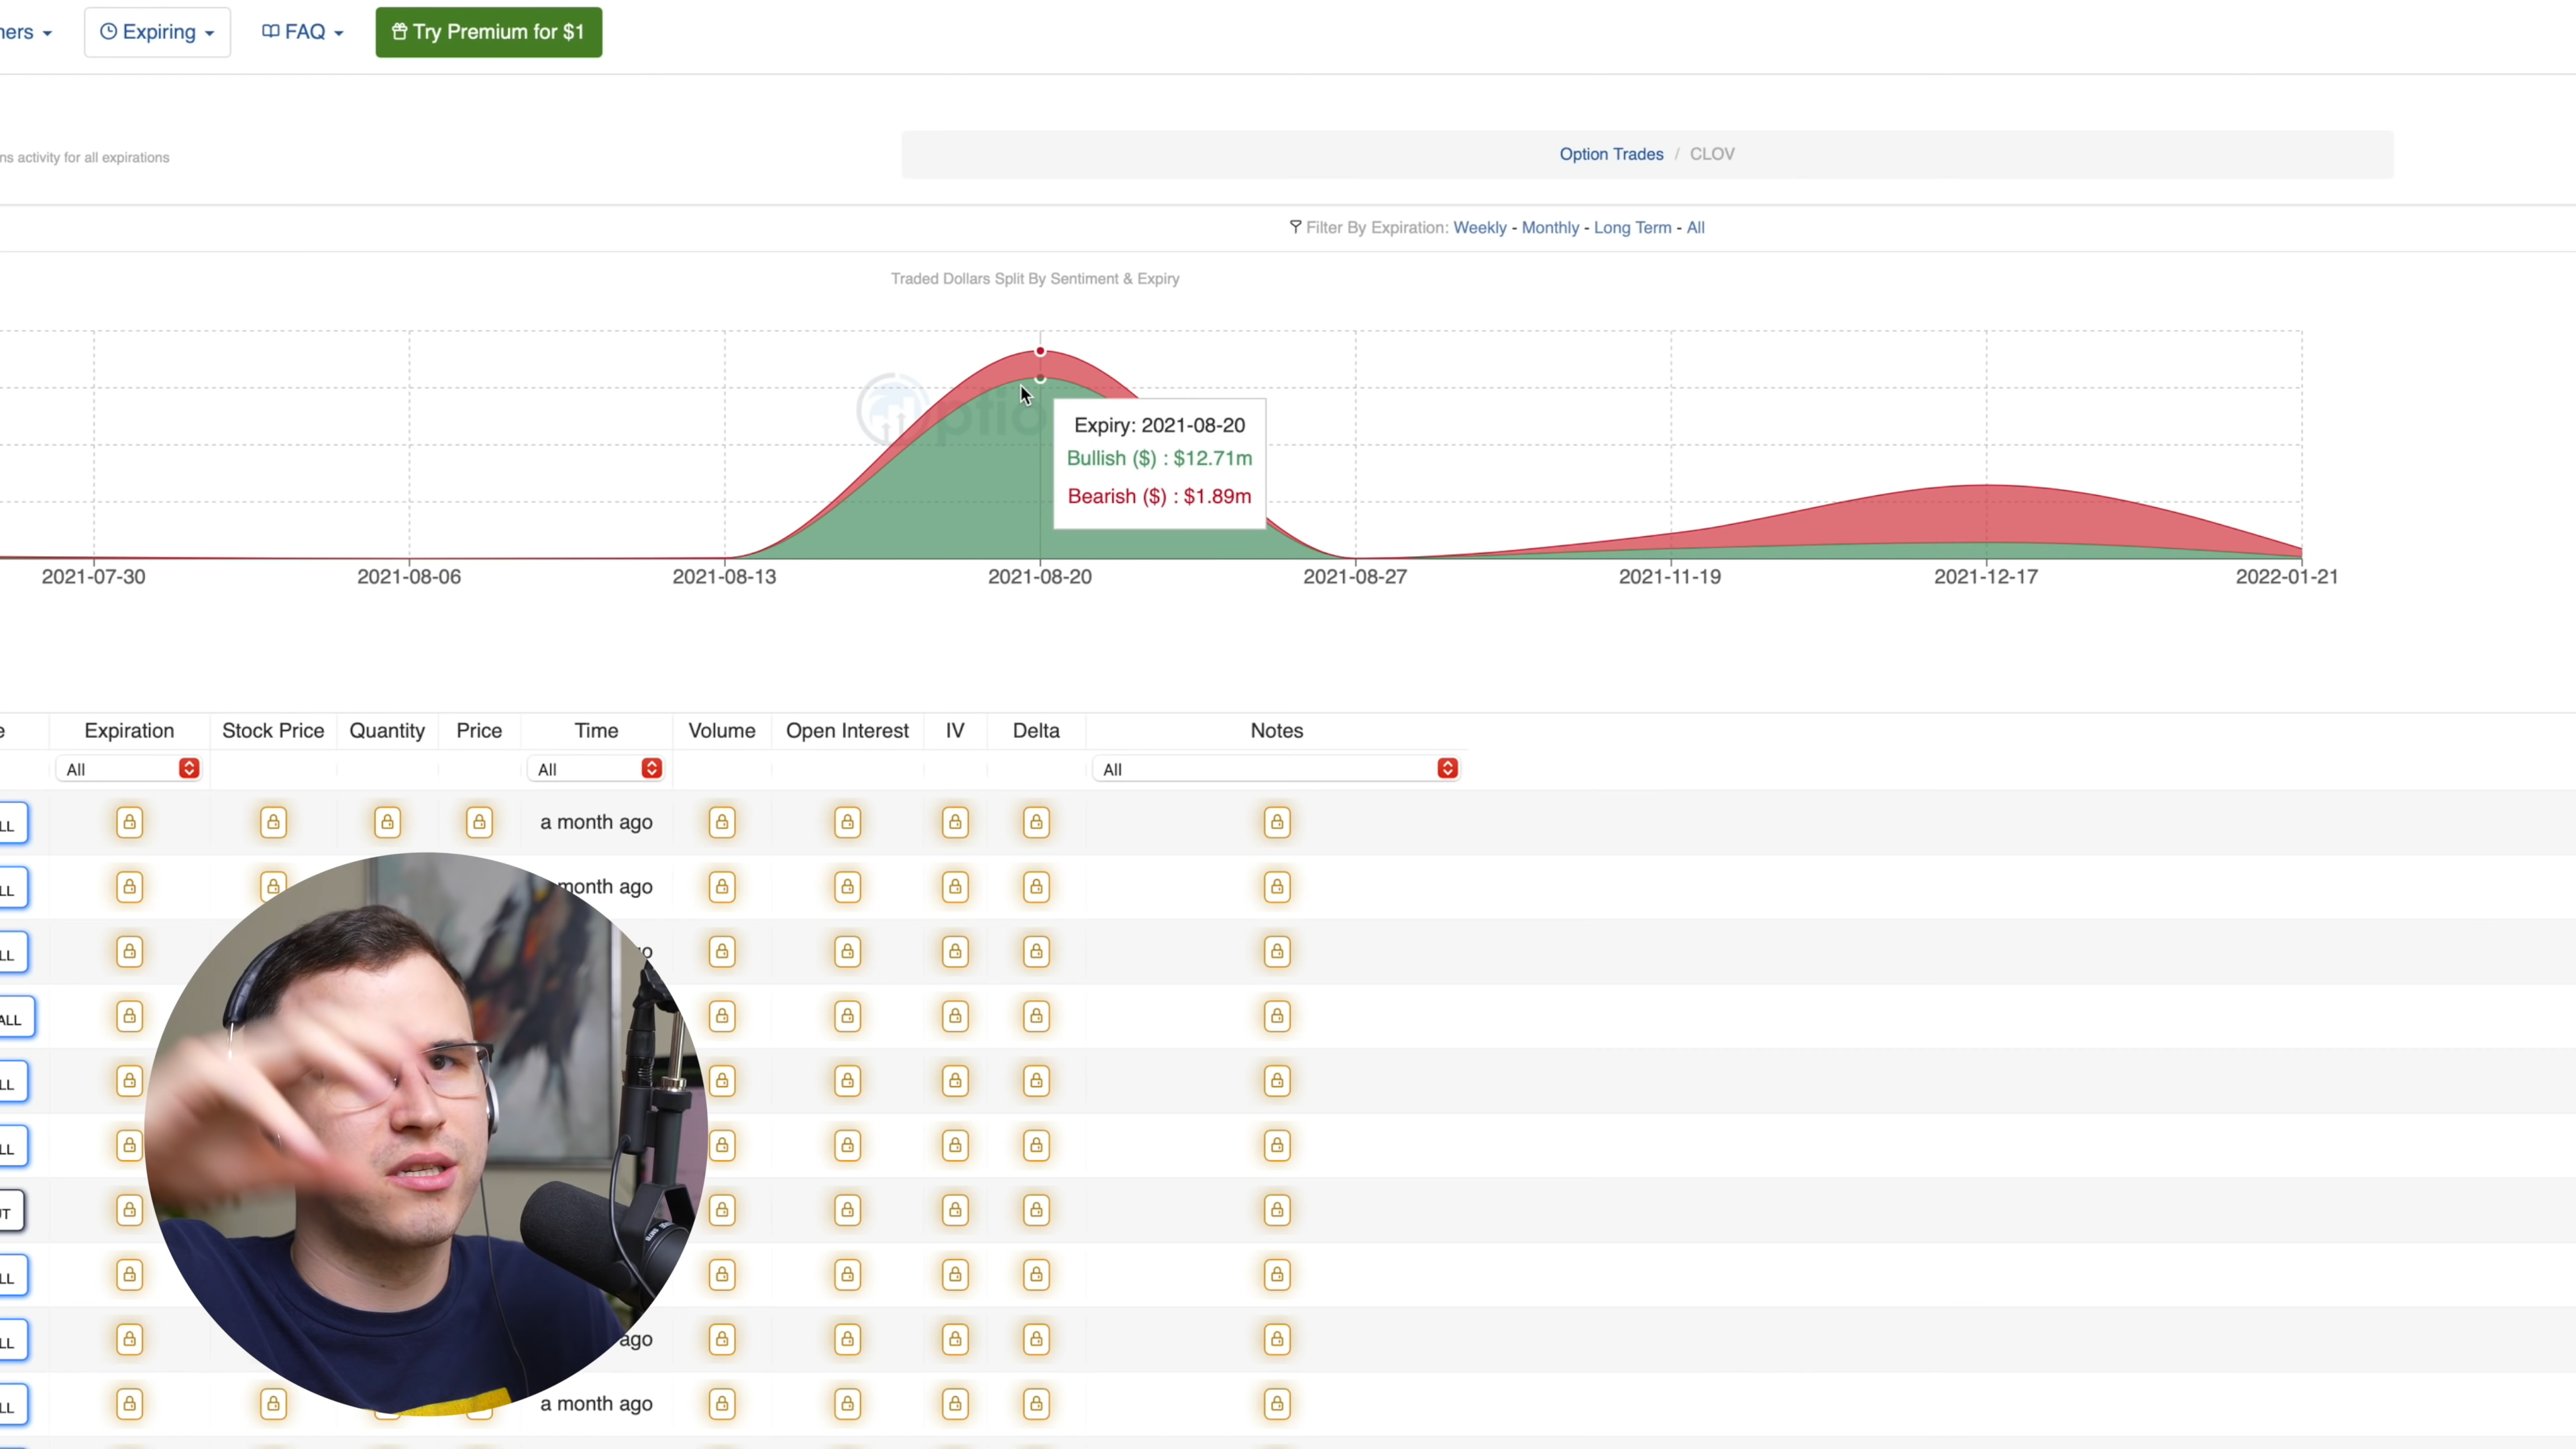 Expiring
FAQ
Try Premium for $1
activity for all expirations
Option Trades / CLOV
Filter By Expiration: Weekly - Monthly - Long Term - All
Traded Dollars Split By Sentiment & Expiry
Expiry: 2021-08-20
Bullish ($) : $12.71m
Bearish ($) : $1.89m
2021-07-30 2021-08-06 2021-08-13 2021-08-20 2021-08-27 2021-11-19 2021-12-17 2022-01-21
Expiration Stock Price Quantity Price Time Volume Open Interest IV Delta Notes
All All All
a month ago
month ago
ago
a month ago